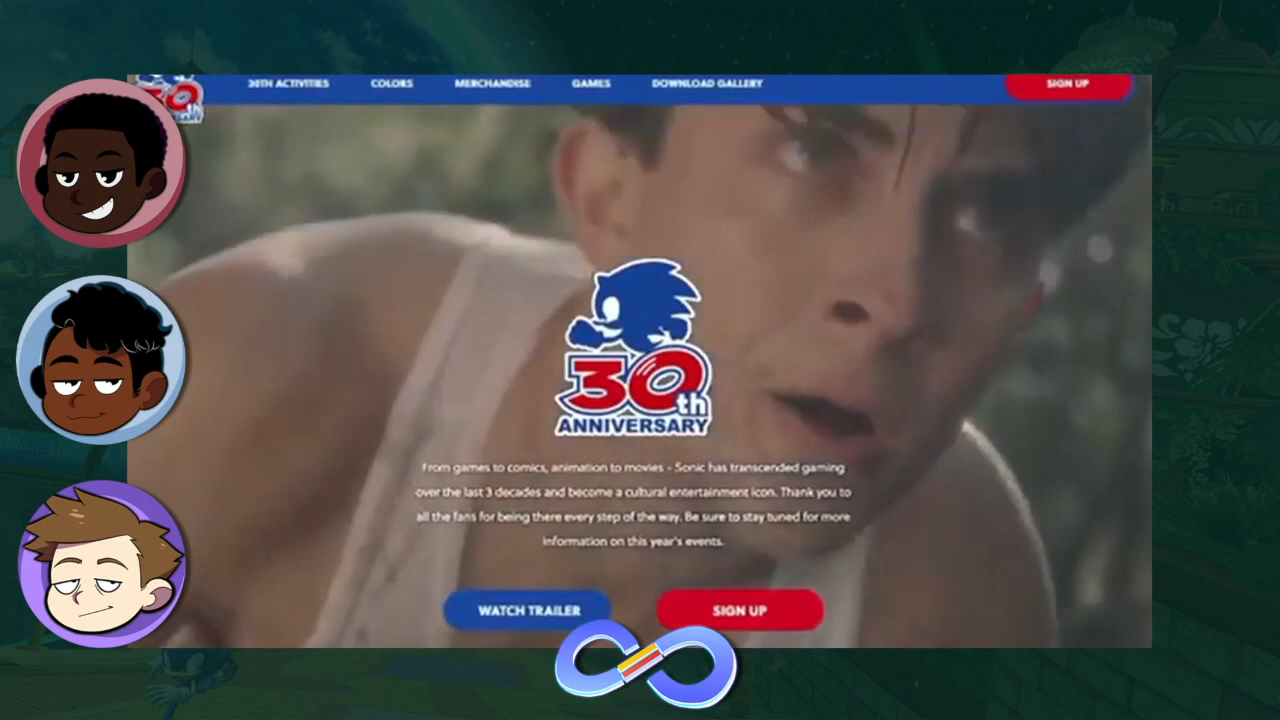 30TH ACTIVITIES
COLORS
MERCHANDISE
GAMES
DOWNLOAD GALLERY
SIGN UP
30th
ANNIVERSARY
From games to comics, animation to movies - Sonic has transcended gaming
over the last 3 decades and become a cultural entertainment icon. Thank you to
all the fans for being there every step of the way. Be sure to stay tuned for more
information on this year's events.
WATCH TRAILER
SIGN UP